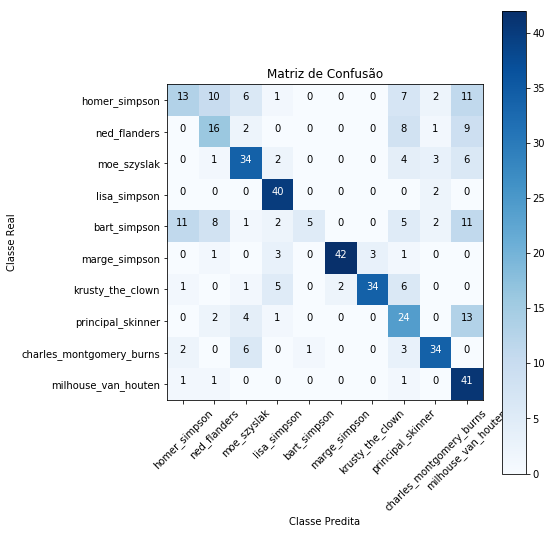 Matriz de Confusão
Classe Real
homer_simpson 13 10 6 1 0 0 0 7 2 11
ned_flanders 0 16 2 0 0 0 0 8 1 9
moe_szyslak 0 1 34 2 0 0 0 4 3 6
lisa_simpson 0 0 0 40 0 0 0 0 2 0
bart_simpson 11 8 1 2 5 0 0 5 2 11
marge_simpson 0 1 0 3 0 42 3 1 0 0
krusty_the_clown 1 0 1 5 0 2 34 6 0 0
principal_skinner 0 2 4 1 0 0 0 24 0 13
charles_montgomery_burns 2 0 6 0 1 0 0 3 34 0
milhouse_van_houten 1 1 0 0 0 0 0 1 0 41
homer_simpson
ned_flanders
moe_szyslak
lisa_simpson
bart_simpson
marge_simpson
krusty_the_clown
principal_skinner
charles_montgomery_burns
milhouse_van_houten
Classe Predita
40
35
30
25
20
15
10
5
0